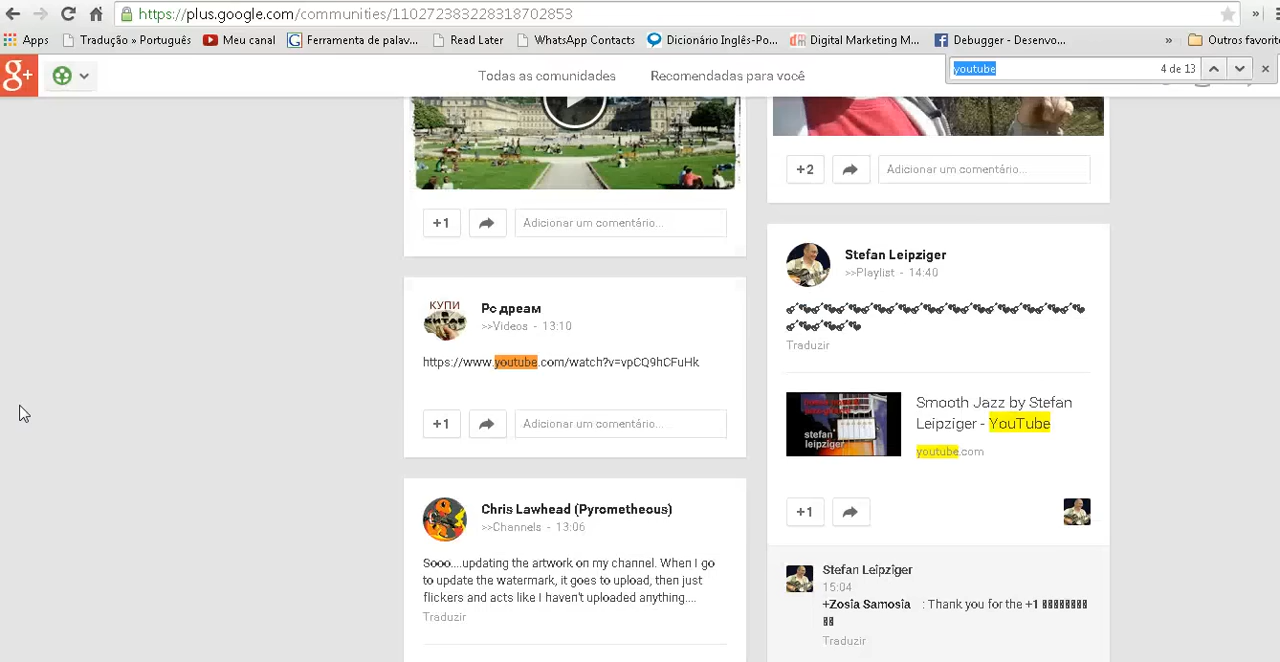 https://plus.google.com/communities/110272383228318702853
Apps Tradução » Português Meu canal Ferramenta de palav... Read Later WhatsApp Contacts Dicionário Inglês-Po... Digital Marketing M... Debugger - Desenvo... » Outros favorito
g+ Todas as comunidades Recomendadas para você
youtube 4 de 13
+1 Adicionar um comentário...
КУПИ В КИТАЕ
Рс дреам
>>Videos - 13:10
https://www.youtube.com/watch?v=vpCQ9hCFuHk
+1 Adicionar um comentário...
Chris Lawhead (Pyrometheous)
>>Channels - 13:06
Sooo....updating the artwork on my channel. When I go
to update the watermark, it goes to upload, then just
flickers and acts like I haven't uploaded anything....
Traduzir
+2 Adicionar um comentário...
Stefan Leipziger
>>Playlist - 14:40
Traduzir
stefan
leipziger
Smooth Jazz by Stefan
Leipziger - YouTube
youtube.com
+1
Stefan Leipziger
15:04
+Zosia Samosia : Thank you for the +1
Traduzir